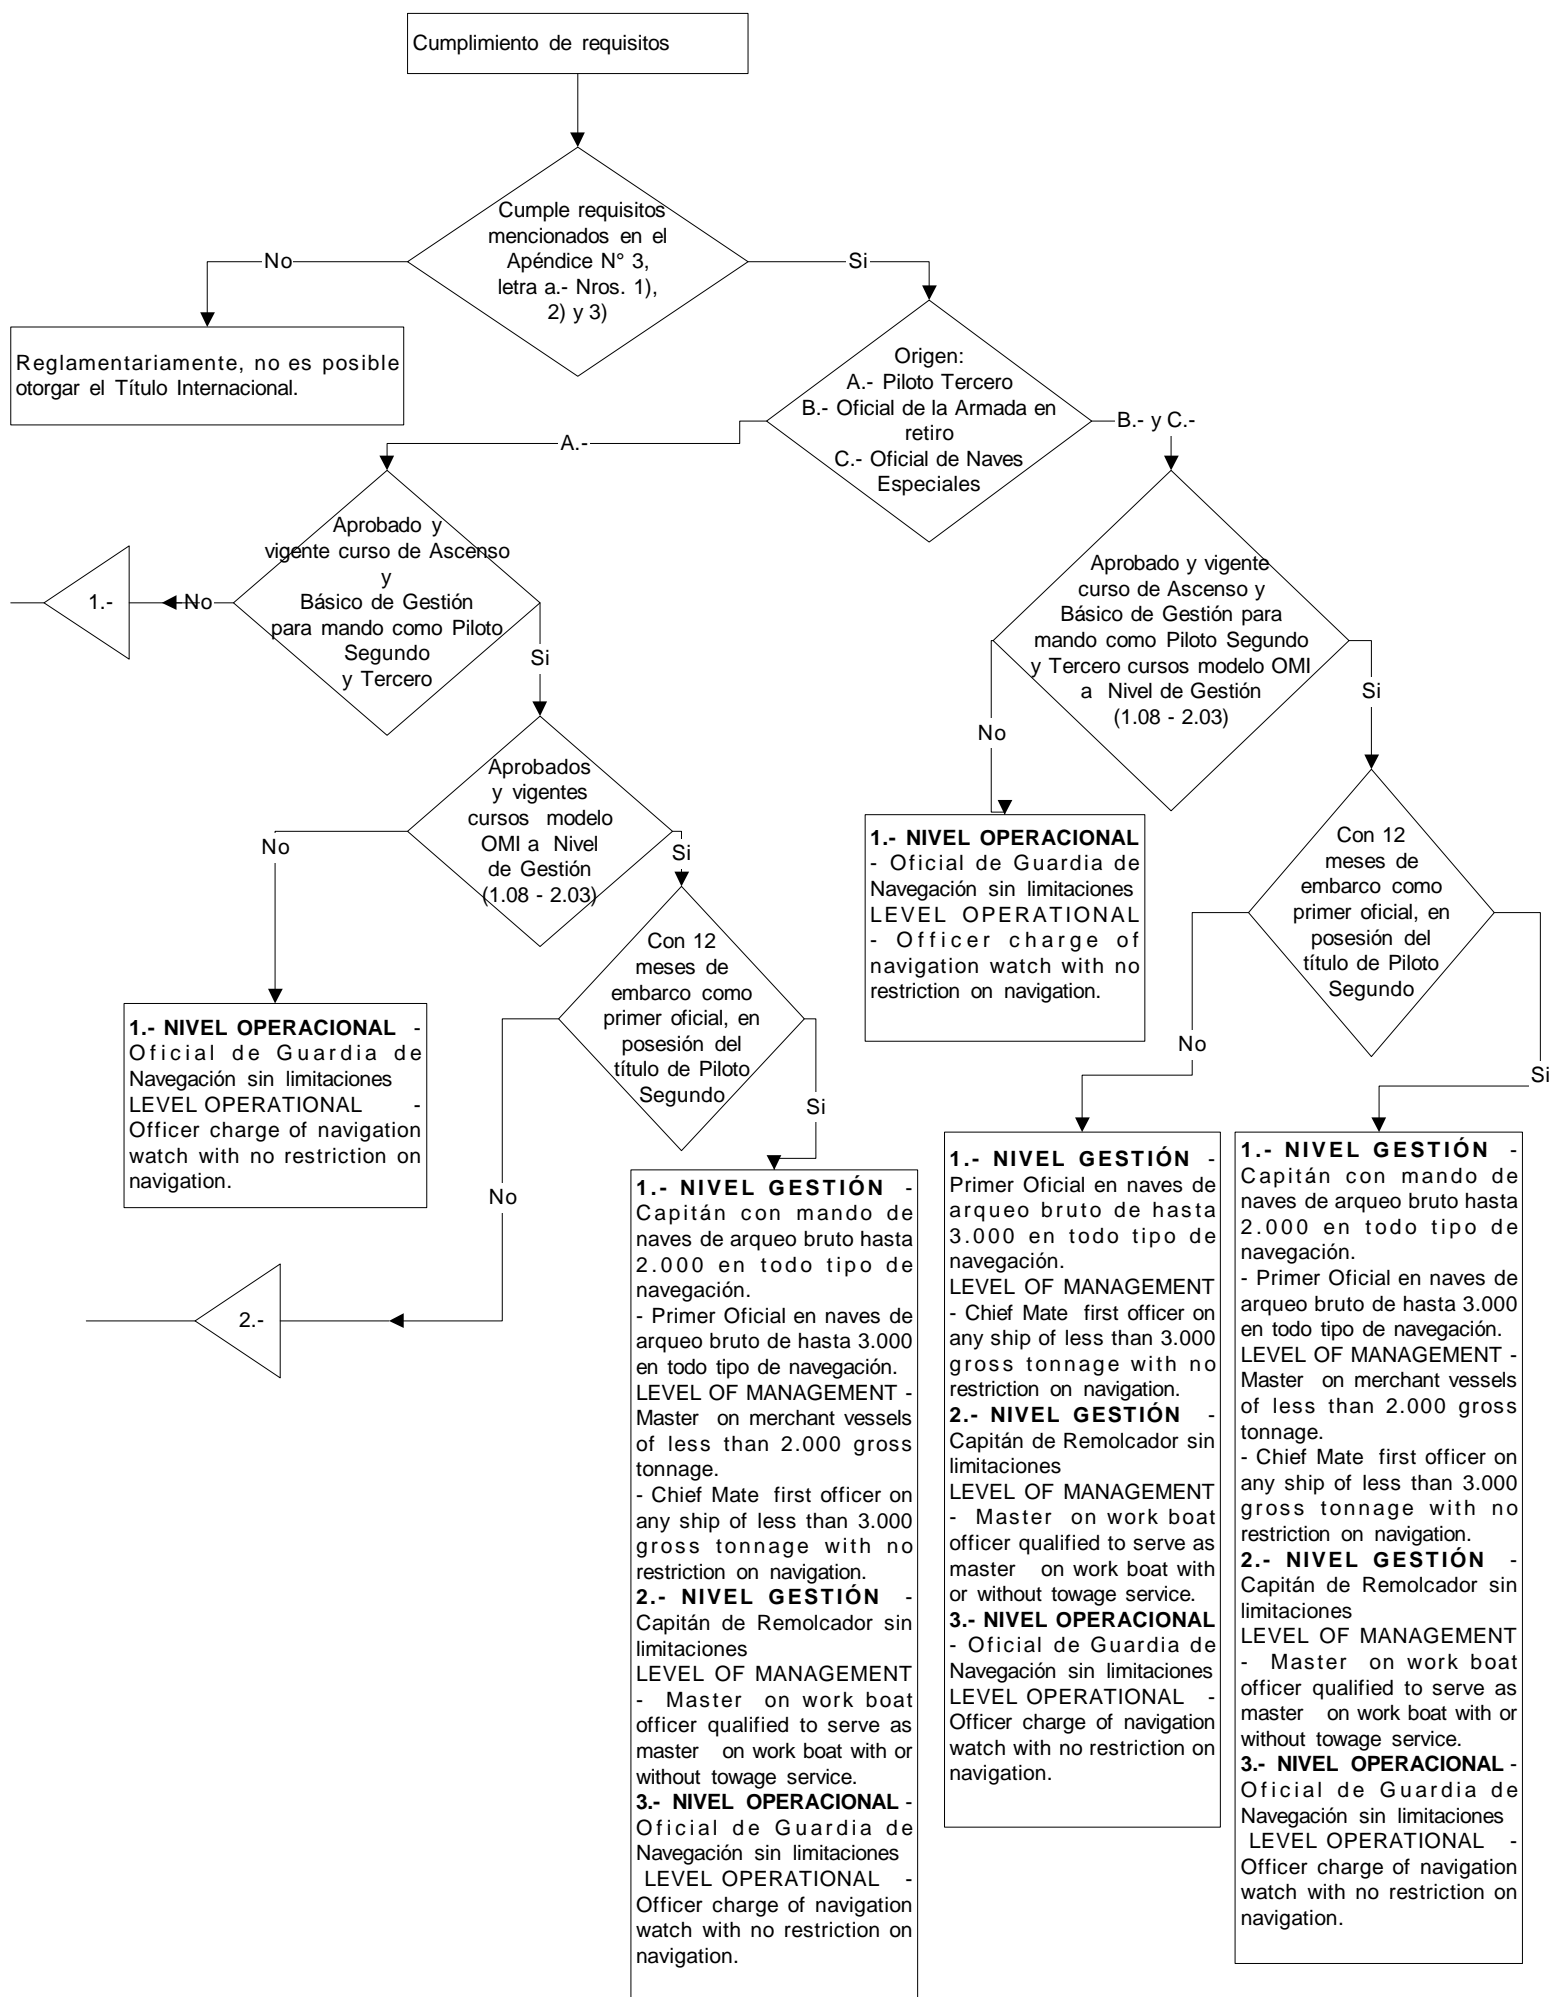 Cumplimiento de requisitos
Cumple requisitos
mencionados en el
Apéndice N° 3,
letra a.- Nros. 1),
2) y 3)
No
Si
Reglamentariamente, no es posible
otorgar el Título Internacional.
Origen:
A.- Piloto Tercero
B.- Oficial de la Armada en
retiro
C.- Oficial de Naves
Especiales
A.-
B.- y C.-
Aprobado y
vigente curso de Ascenso
y
Básico de Gestión
para mando como Piloto
Segundo
y Tercero
No
1.-
Si
Aprobado y vigente
curso de Ascenso y
Básico de Gestión para
mando como Piloto Segundo
y Tercero cursos modelo OMI
a Nivel de Gestión
(1.08 - 2.03)
No
Si
Aprobados
y vigentes
cursos modelo
OMI a Nivel
de Gestión
(1.08 - 2.03)
No
Si
1.- NIVEL OPERACIONAL
- Oficial de Guardia de
Navegación sin limitaciones
LEVEL OPERATIONAL
- Officer charge of
navigation watch with no
restriction on navigation.
Con 12
meses de
embarco como
primer oficial, en
posesión del
título de Piloto
Segundo
No
Si
Con 12
meses de
embarco como
primer oficial, en
posesión del
título de Piloto
Segundo
No
Si
1.- NIVEL OPERACIONAL -
Oficial de Guardia de
Navegación sin limitaciones
LEVEL OPERATIONAL -
Officer charge of navigation
watch with no restriction on
navigation.
2.-
1.- NIVEL GESTIÓN -
Capitán con mando de
naves de arqueo bruto hasta
2.000 en todo tipo de
navegación.
- Primer Oficial en naves de
arqueo bruto de hasta 3.000
en todo tipo de navegación.
LEVEL OF MANAGEMENT -
Master on merchant vessels
of less than 2.000 gross
tonnage.
- Chief Mate first officer on
any ship of less than 3.000
gross tonnage with no
restriction on navigation.
2.- NIVEL GESTIÓN -
Capitán de Remolcador sin
limitaciones
LEVEL OF MANAGEMENT
- Master on work boat
officer qualified to serve as
master on work boat with or
without towage service.
3.- NIVEL OPERACIONAL -
Oficial de Guardia de
Navegación sin limitaciones
LEVEL OPERATIONAL -
Officer charge of navigation
watch with no restriction on
navigation.
1.- NIVEL GESTIÓN -
Primer Oficial en naves de
arqueo bruto de hasta
3.000 en todo tipo de
navegación.
LEVEL OF MANAGEMENT
- Chief Mate first officer on
any ship of less than 3.000
gross tonnage with no
restriction on navigation.
2.- NIVEL GESTIÓN -
Capitán de Remolcador sin
limitaciones
LEVEL OF MANAGEMENT
- Master on work boat
officer qualified to serve as
master on work boat with
or without towage service.
3.- NIVEL OPERACIONAL
- Oficial de Guardia de
Navegación sin limitaciones
LEVEL OPERATIONAL -
Officer charge of navigation
watch with no restriction on
navigation.
1.- NIVEL GESTIÓN -
Capitán con mando de
naves de arqueo bruto hasta
2.000 en todo tipo de
navegación.
- Primer Oficial en naves de
arqueo bruto de hasta 3.000
en todo tipo de navegación.
LEVEL OF MANAGEMENT -
Master on merchant vessels
of less than 2.000 gross
tonnage.
- Chief Mate first officer on
any ship of less than 3.000
gross tonnage with no
restriction on navigation.
2.- NIVEL GESTIÓN -
Capitán de Remolcador sin
limitaciones
LEVEL OF MANAGEMENT
- Master on work boat
officer qualified to serve as
master on work boat with or
without towage service.
3.- NIVEL OPERACIONAL -
Oficial de Guardia de
Navegación sin limitaciones
LEVEL OPERATIONAL -
Officer charge of navigation
watch with no restriction on
navigation.